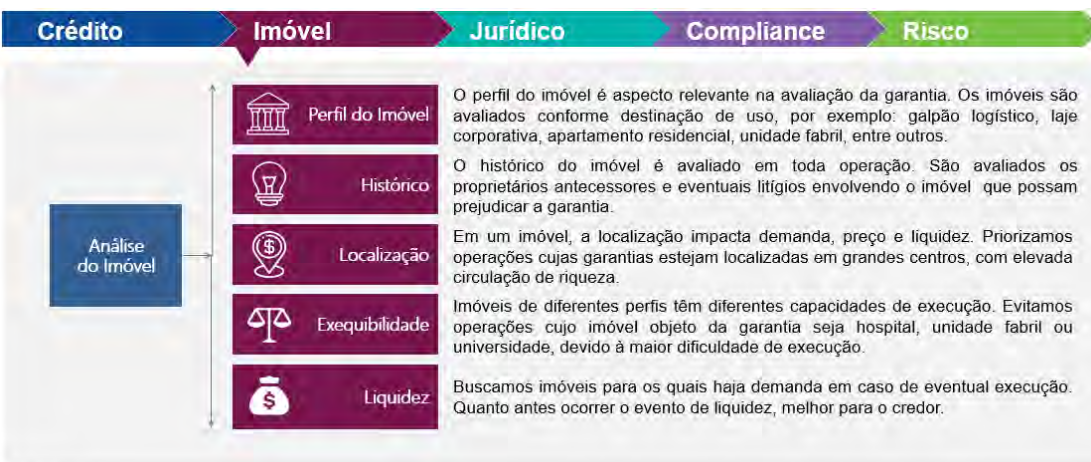 Crédito
Imóvel
Jurídico
Compliance
Risco
Análise
do Imóvel
Perfil do Imóvel
O perfil do imóvel é aspecto relevante na avaliação da garantia. Os imóveis são
avaliados conforme destinação de uso, por exemplo: galpão logístico, laje
corporativa, apartamento residencial, unidade fabril, entre outros.
Histórico
O histórico do imóvel é avaliado em toda operação. São avaliados os
proprietários antecessores e eventuais litígios envolvendo o imóvel que possam
prejudicar a garantia.
Localização
Em um imóvel, a localização impacta demanda, preço e liquidez. Priorizamos
operações cujas garantias estejam localizadas em grandes centros, com elevada
circulação de riqueza.
Exequibilidade
Imóveis de diferentes perfis têm diferentes capacidades de execução. Evitamos
operações cujo imóvel objeto da garantia seja hospital, unidade fabril ou
universidade, devido à maior dificuldade de execução.
Liquidez
Buscamos imóveis para os quais haja demanda em caso de eventual execução.
Quanto antes ocorrer o evento de liquidez, melhor para o credor.